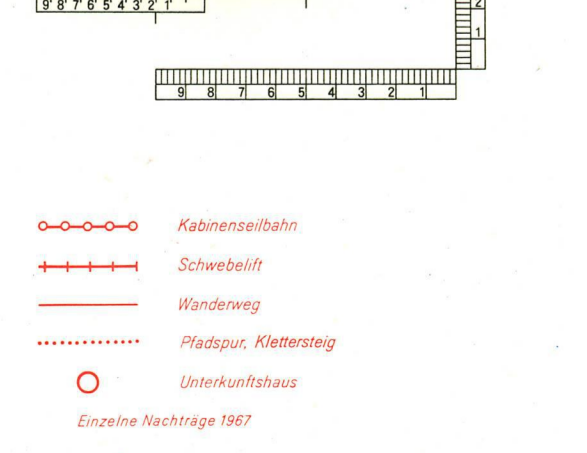 9' 8' 7' 6' 5' 4' 3' 2' 1' '
2
1
9 8 7 6 5 4 3 2 1
Kabinenseilbahn
Schwebelift
Wanderweg
Pfadspur, Klettersteig
Unterkunftshaus
Einzelne Nachträge 1967